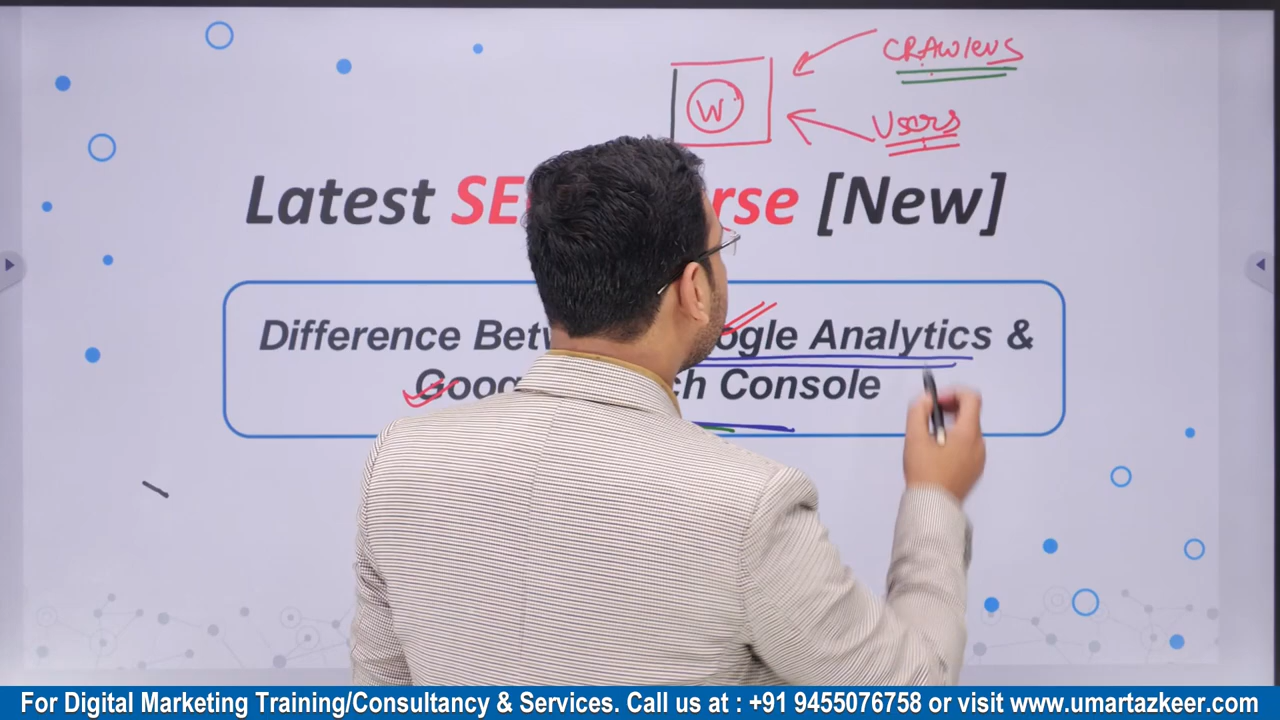 CRAWlers
W
Users
Latest SE rse [New]
Difference Betw ogle Analytics &
Goog ch Console
For Digital Marketing Training/Consultancy & Services. Call us at : +91 9455076758 or visit www.umartazkeer.com